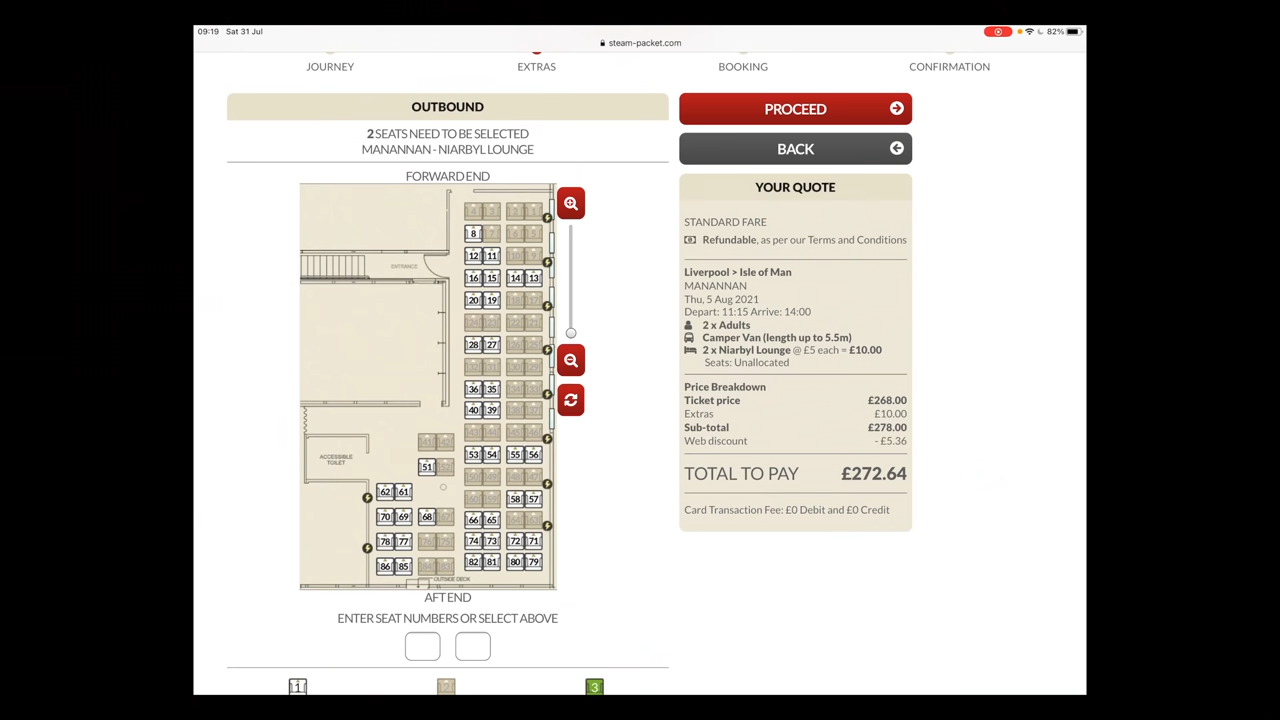 09:19 Sat 31 Jul
82%
steam-packet.com
JOURNEY
EXTRAS
BOOKING
CONFIRMATION
OUTBOUND
2 SEATS NEED TO BE SELECTED
MANANNAN - NIARBYL LOUNGE
FORWARD END
8
12 11
ENTRANCE
16 15 14 13
20 19
28 27
36 35
40 39
53 54 55 56
ACCESSIBLE
TOILET
51
62 61
58 57
70 69 68
66 65
78 77
74 73 72 71
86 85
82 81 80 79
OUTSIDE DECK
AFT END
ENTER SEAT NUMBERS OR SELECT ABOVE
1
2
3
PROCEED
BACK
YOUR QUOTE
STANDARD FARE
Refundable, as per our Terms and Conditions
Liverpool > Isle of Man
MANANNAN
Thu, 5 Aug 2021
Depart: 11:15 Arrive: 14:00
2 x Adults
Camper Van (length up to 5.5m)
2 x Niarbyl Lounge @ £5 each = £10.00
Seats: Unallocated
Price Breakdown
Ticket price £268.00
Extras £10.00
Sub-total £278.00
Web discount - £5.36
TOTAL TO PAY £272.64
Card Transaction Fee: £0 Debit and £0 Credit